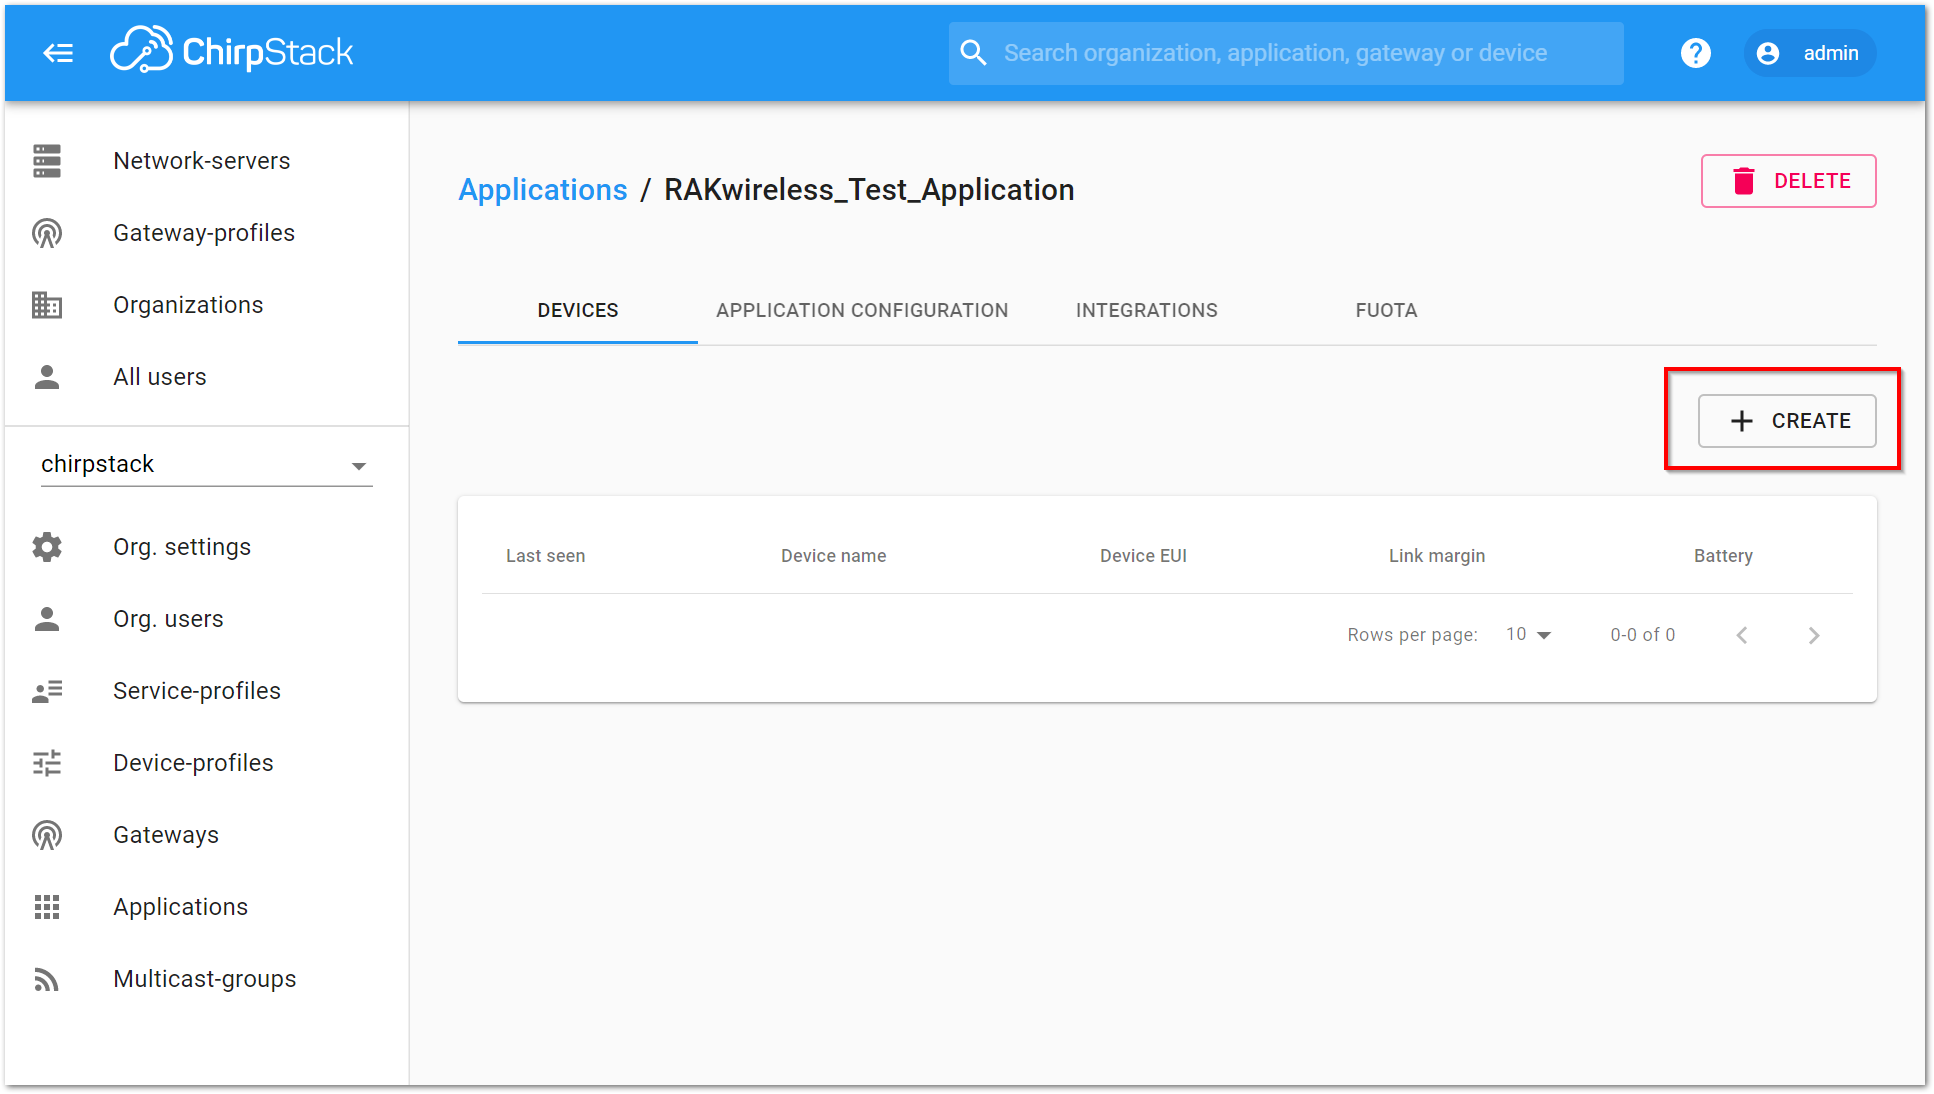 ChirpStack
Search organization, application, gateway or device
admin
Network-servers
Gateway-profiles
Organizations
All users
chirpstack
Org. settings
Org. users
Service-profiles
Device-profiles
Gateways
Applications
Multicast-groups
Applications / RAKwireless_Test_Application
DELETE
DEVICES APPLICATION CONFIGURATION INTEGRATIONS FUOTA
CREATE
Last seen Device name Device EUI Link margin Battery
Rows per page: 10 0-0 of 0